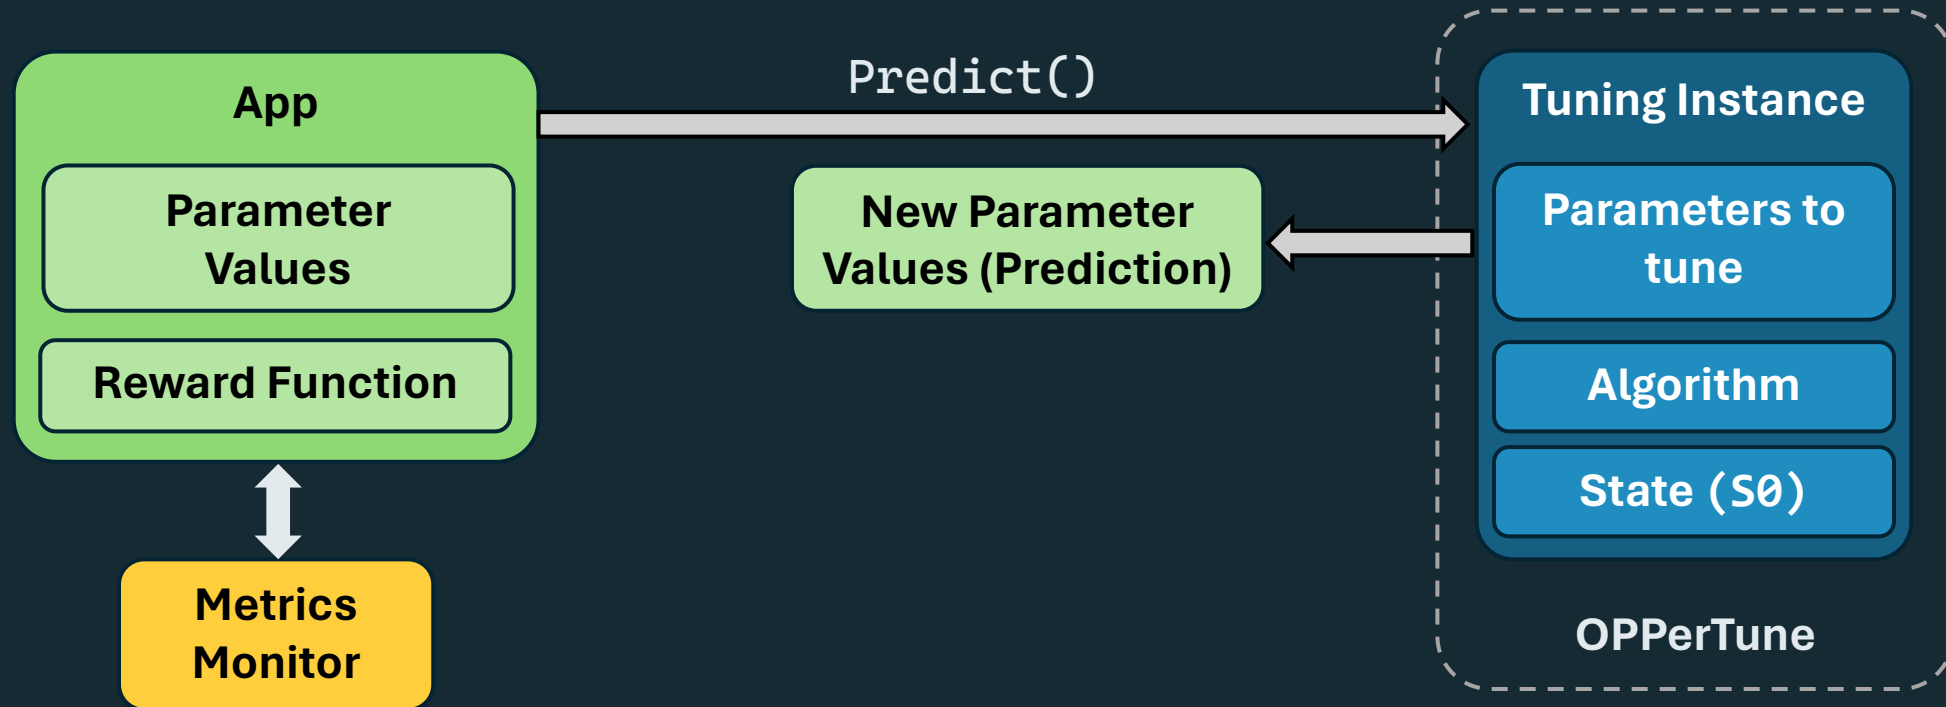 App
Parameter
Values
Reward Function
Metrics
Monitor
Predict()
New Parameter
Values (Prediction)
Tuning Instance
Parameters to
tune
Algorithm
State (S0)
OPPerTune